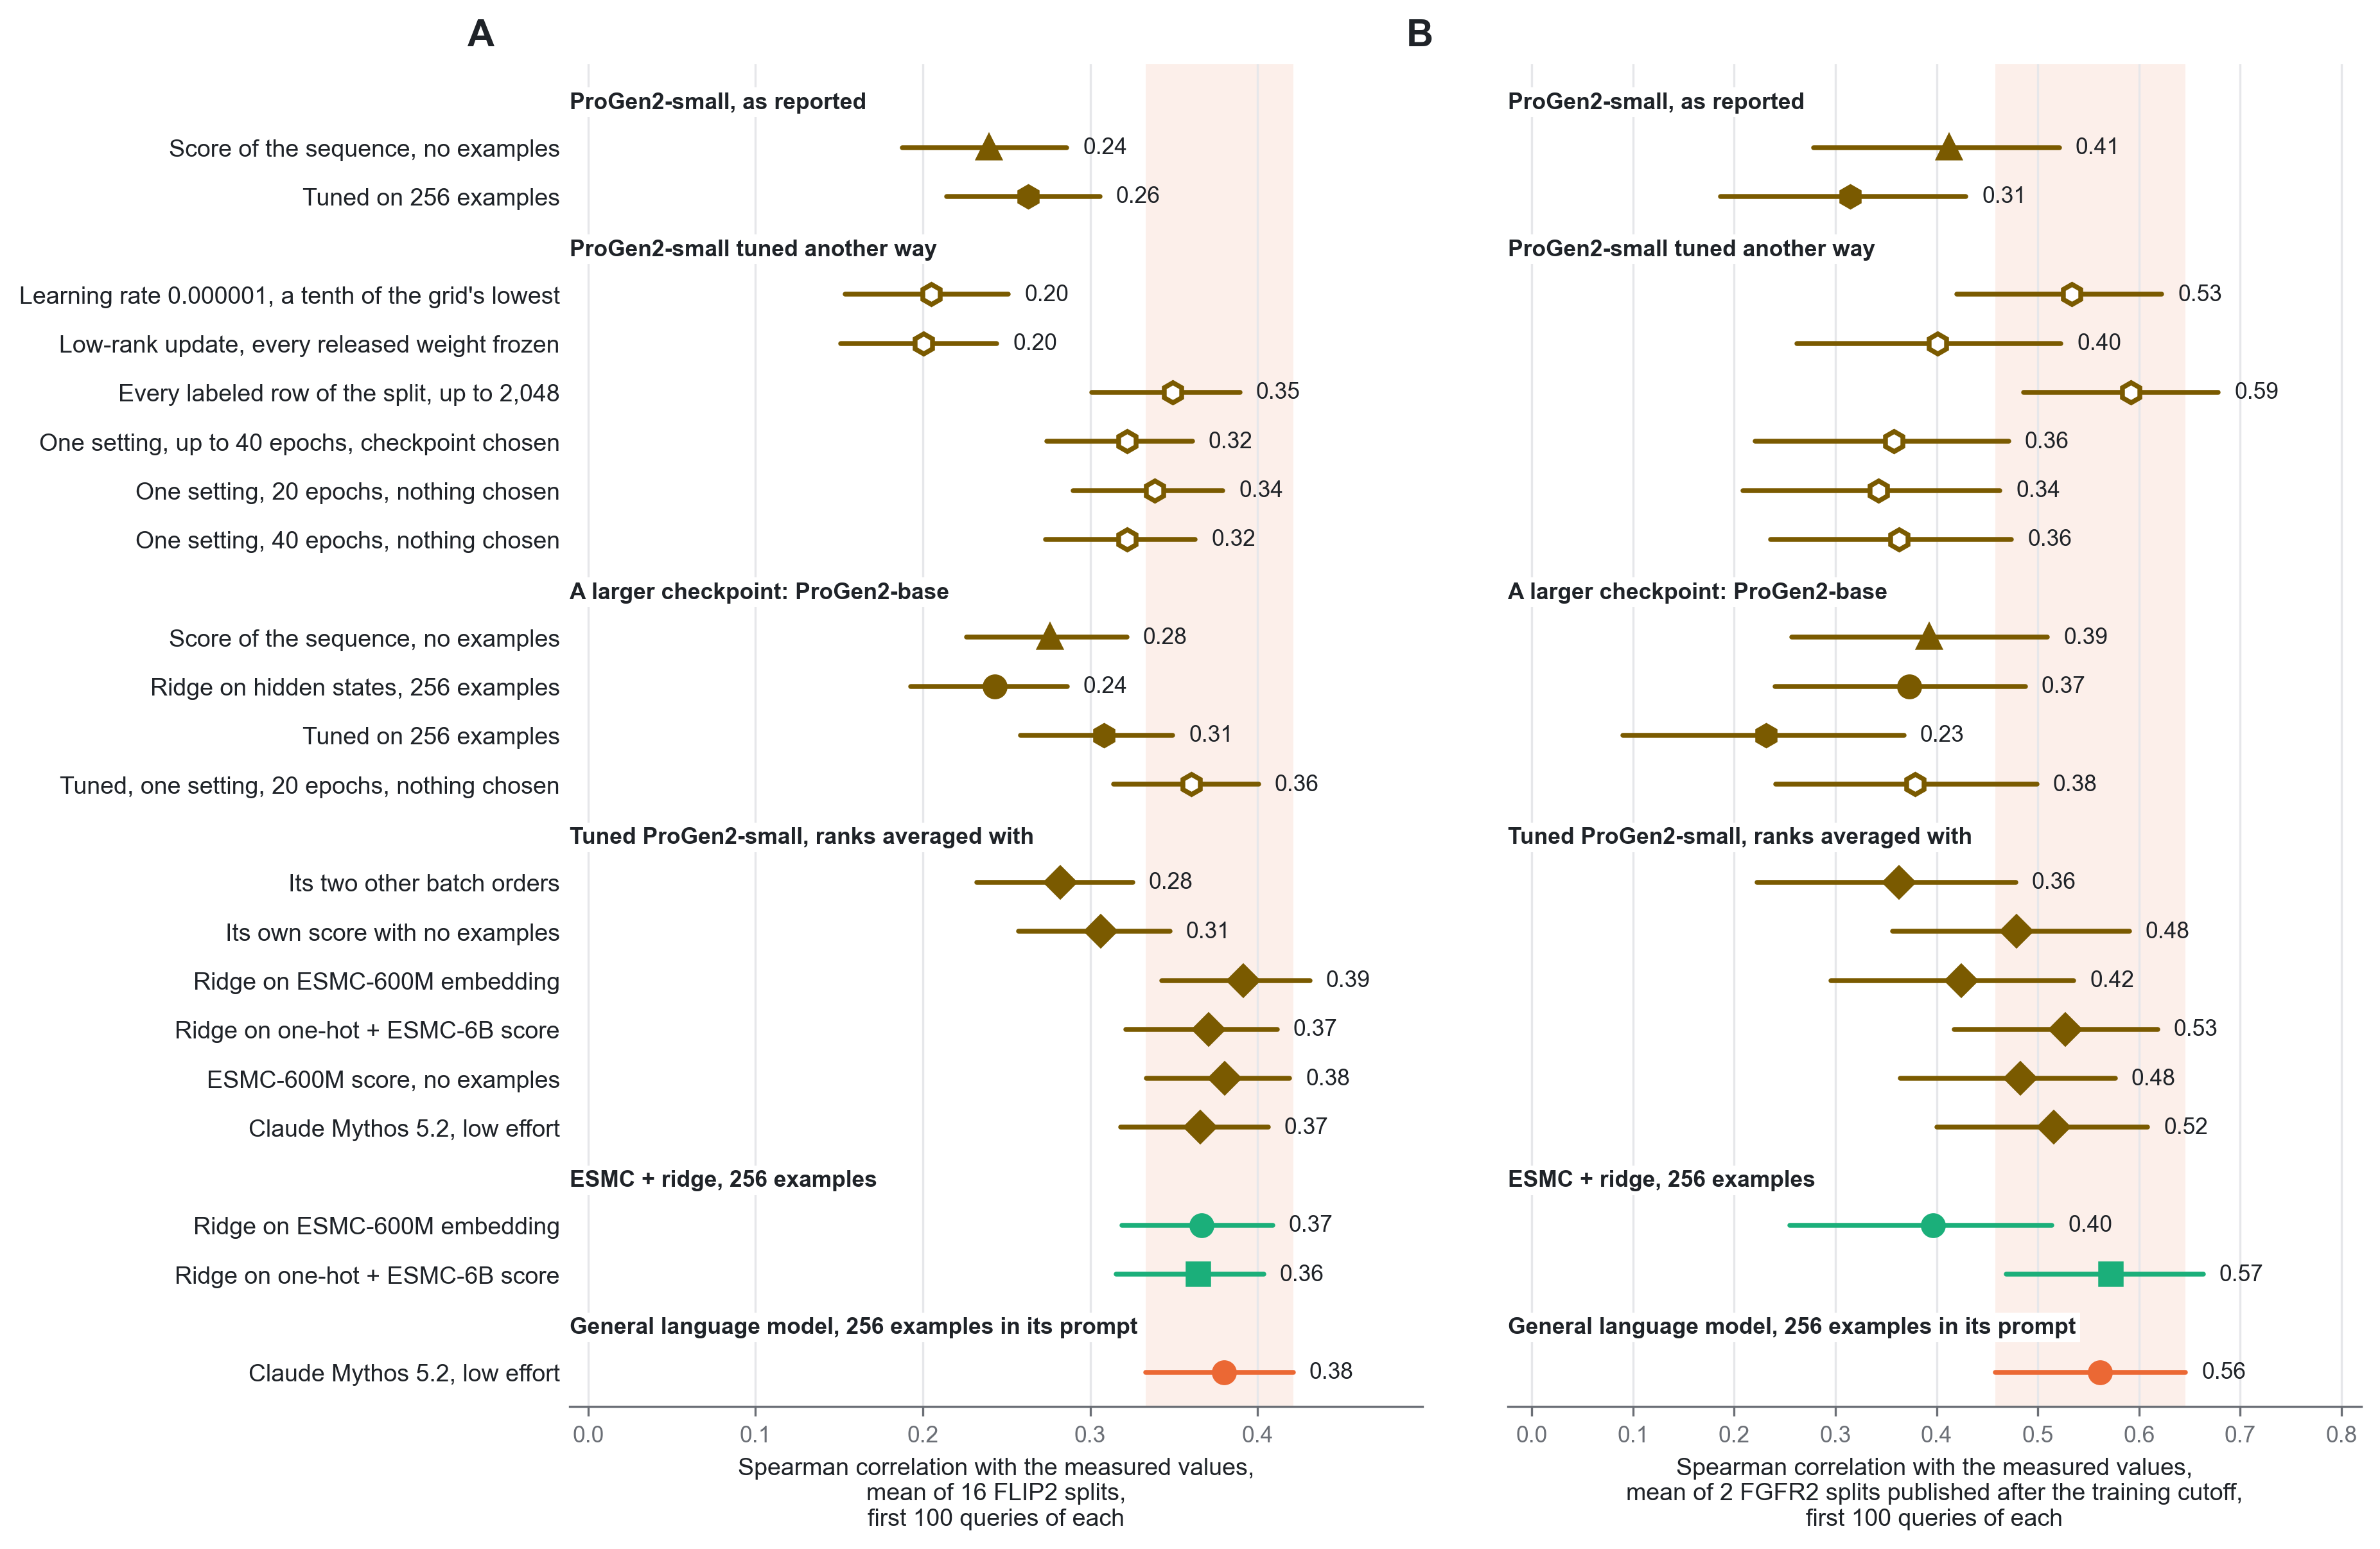 A
B
ProGen2-small, as reported
ProGen2-small, as reported
Score of the sequence, no examples
0.24
0.41
Tuned on 256 examples
0.26
0.31
ProGen2-small tuned another way
ProGen2-small tuned another way
Learning rate 0.000001, a tenth of the grid's lowest
0.20
0.53
Low-rank update, every released weight frozen
0.20
0.40
Every labeled row of the split, up to 2,048
0.35
0.59
One setting, up to 40 epochs, checkpoint chosen
0.32
0.36
One setting, 20 epochs, nothing chosen
0.34
0.34
One setting, 40 epochs, nothing chosen
0.32
0.36
A larger checkpoint: ProGen2-base
A larger checkpoint: ProGen2-base
Score of the sequence, no examples
0.28
0.39
Ridge on hidden states, 256 examples
0.24
0.37
Tuned on 256 examples
0.31
0.23
Tuned, one setting, 20 epochs, nothing chosen
0.36
0.38
Tuned ProGen2-small, ranks averaged with
Tuned ProGen2-small, ranks averaged with
Its two other batch orders
0.28
0.36
Its own score with no examples
0.31
0.48
Ridge on ESMC-600M embedding
0.39
0.42
Ridge on one-hot + ESMC-6B score
0.37
0.53
ESMC-600M score, no examples
0.38
0.48
Claude Mythos 5.2, low effort
0.37
0.52
ESMC + ridge, 256 examples
ESMC + ridge, 256 examples
Ridge on ESMC-600M embedding
0.37
0.40
Ridge on one-hot + ESMC-6B score
0.36
0.57
General language model, 256 examples in its prompt
General language model, 256 examples in its prompt
Claude Mythos 5.2, low effort
0.38
0.56
0.0 0.1 0.2 0.3 0.4
0.0 0.1 0.2 0.3 0.4 0.5 0.6 0.7 0.8
Spearman correlation with the measured values,
mean of 16 FLIP2 splits,
first 100 queries of each
Spearman correlation with the measured values,
mean of 2 FGFR2 splits published after the training cutoff,
first 100 queries of each